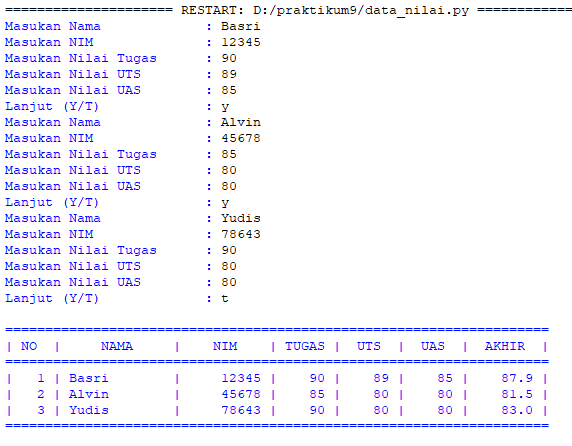 ===================== RESTART: D:/praktikum9/data_nilai.py ============
Masukan Nama             : Basri
Masukan NIM              : 12345
Masukan Nilai Tugas      : 90
Masukan Nilai UTS        : 89
Masukan Nilai UAS        : 85
Lanjut (Y/T)             : y
Masukan Nama             : Alvin
Masukan NIM              : 45678
Masukan Nilai Tugas      : 85
Masukan Nilai UTS        : 80
Masukan Nilai UAS        : 80
Lanjut (Y/T)             : y
Masukan Nama             : Yudis
Masukan NIM              : 78643
Masukan Nilai Tugas      : 90
Masukan Nilai UTS        : 80
Masukan Nilai UAS        : 80
Lanjut (Y/T)             : t
====================================================================
| NO  |     NAMA     |    NIM    | TUGAS |  UTS  |  UAS  |  AKHIR  |
====================================================================
|   1 | Basri        |     12345 |    90 |    89 |    85 |    87.9 |
|   2 | Alvin        |     45678 |    85 |    80 |    80 |    81.5 |
|   3 | Yudis        |     78643 |    90 |    80 |    80 |    83.0 |
====================================================================